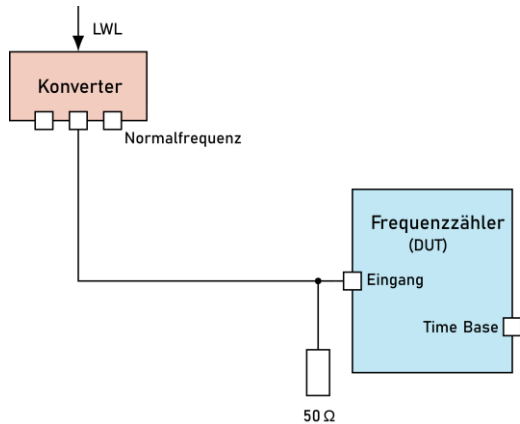 LWL
Konverter
Normalfrequenz
Frequenzzähler
(DUT)
Eingang
Time Base
50 Ω